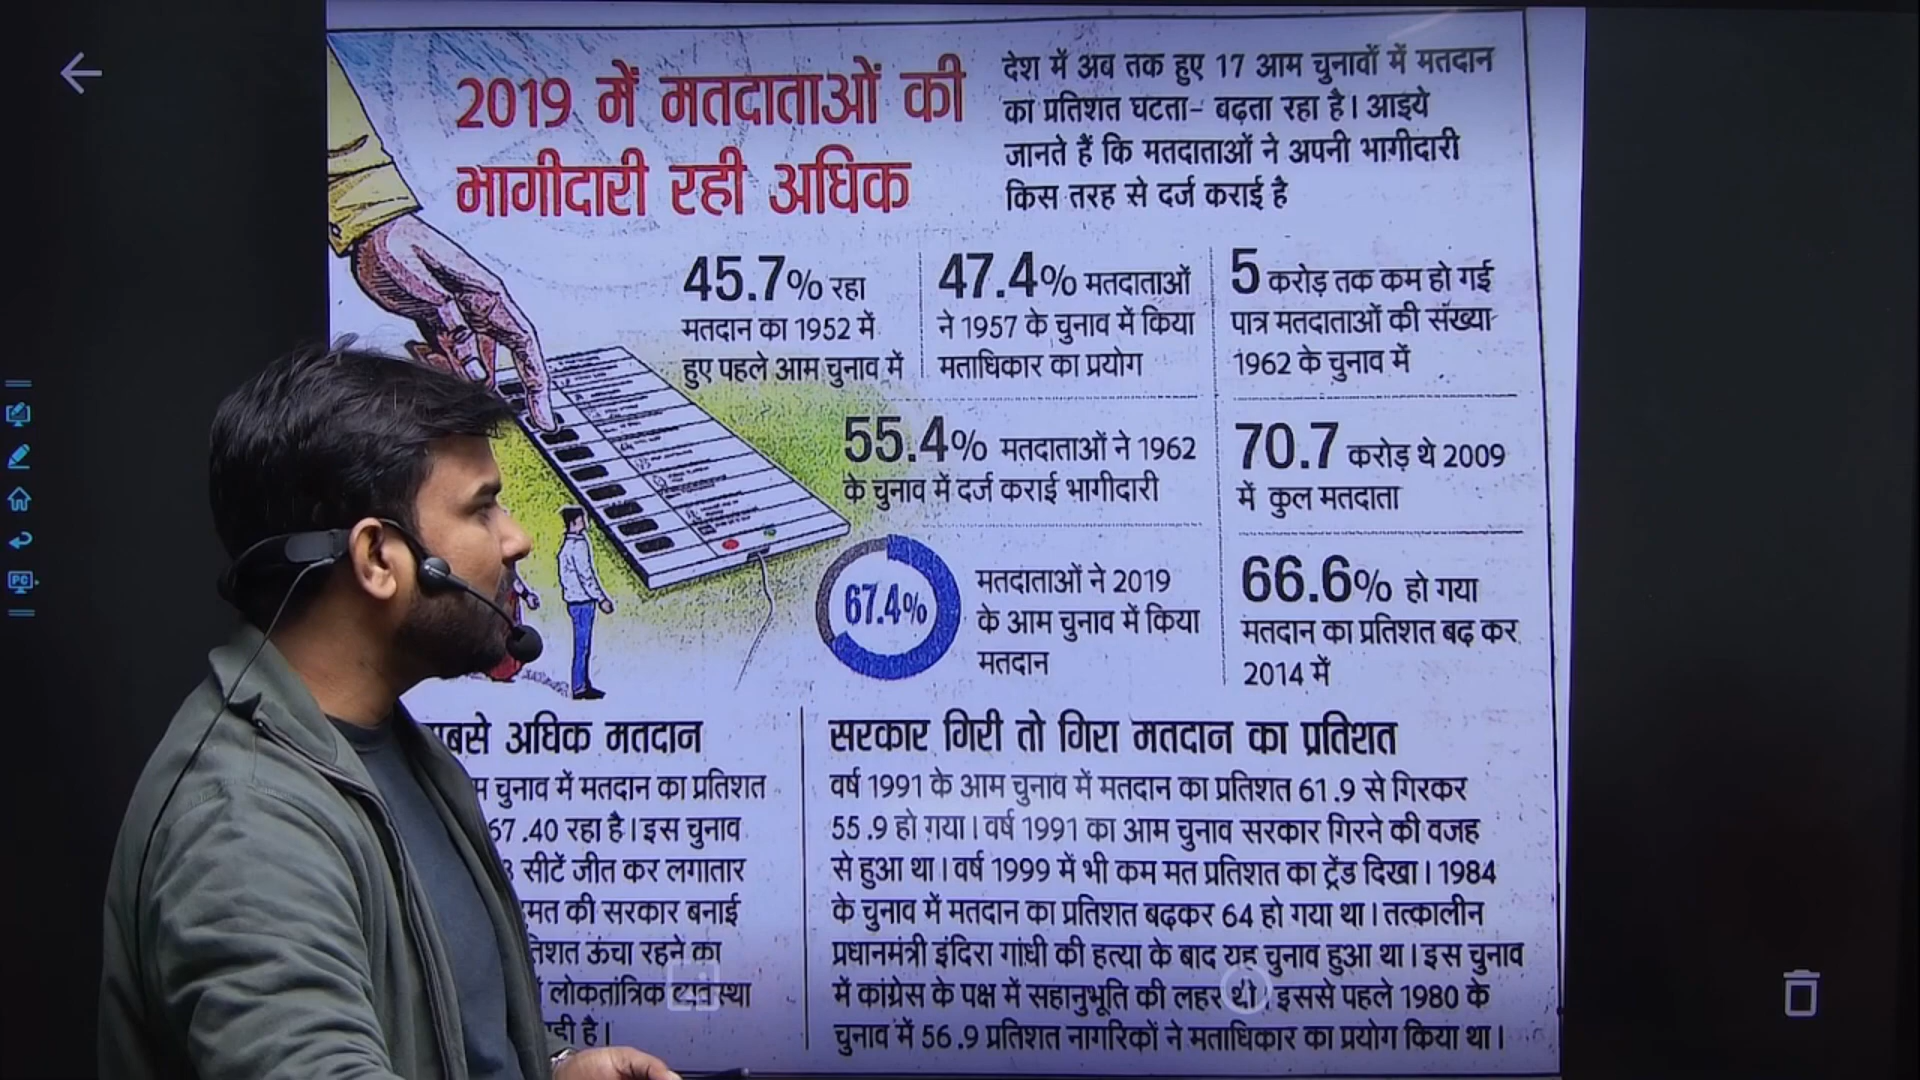 2019 में मतदाताओं की
भागीदारी रही अधिक
देश में अब तक हुए 17 आम चुनावों में मतदान
का प्रतिशत घटता- बढ़ता रहा है। आइये
जानते हैं कि मतदाताओं ने अपनी भागीदारी
किस तरह से दर्ज कराई है
45.7% रहा
मतदान का 1952 में
हुए पहले आम चुनाव में
47.4% मतदाताओं
ने 1957 के चुनाव में किया
मताधिकार का प्रयोग
5 करोड़ तक कम हो गई
पात्र मतदाताओं की संख्या
1962 के चुनाव में
55.4% मतदाताओं ने 1962
के चुनाव में दर्ज कराई भागीदारी
70.7 करोड़ थे 2009
में कुल मतदाता
67.4%
मतदाताओं ने 2019
के आम चुनाव में किया
मतदान
66.6% हो गया
मतदान का प्रतिशत बढ़ कर
2014 में
अधिक मतदान
चुनाव में मतदान का प्रतिशत
67.40 रहा है। इस चुनाव
सीटें जीत कर लगातार
की सरकार बनाई
ऊंचा रहने का
लोकतांत्रिक व्यवस्था
है।
सरकार गिरी तो गिरा मतदान का प्रतिशत
वर्ष 1991 के आम चुनाव में मतदान का प्रतिशत 61.9 से गिरकर
55.9 हो गया। वर्ष 1991 का आम चुनाव सरकार गिरने की वजह
से हुआ था। वर्ष 1999 में भी कम मत प्रतिशत का ट्रेंड दिखा। 1984
के चुनाव में मतदान का प्रतिशत बढ़कर 64 हो गया था। तत्कालीन
प्रधानमंत्री इंदिरा गांधी की हत्या के बाद यह चुनाव हुआ था। इस चुनाव
में कांग्रेस के पक्ष में सहानुभूति की लहर थी, इससे पहले 1980 के
चुनाव में 56.9 प्रतिशत नागरिकों ने मताधिकार का प्रयोग किया था।
PC